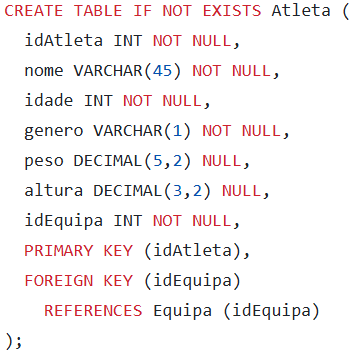 CREATE TABLE IF NOT EXISTS Atleta (
  idAtleta INT NOT NULL,
  nome VARCHAR(45) NOT NULL,
  idade INT NOT NULL,
  genero VARCHAR(1) NOT NULL,
  peso DECIMAL(5,2) NULL,
  altura DECIMAL(3,2) NULL,
  idEquipa INT NOT NULL,
  PRIMARY KEY (idAtleta),
  FOREIGN KEY (idEquipa)
    REFERENCES Equipa (idEquipa)
);